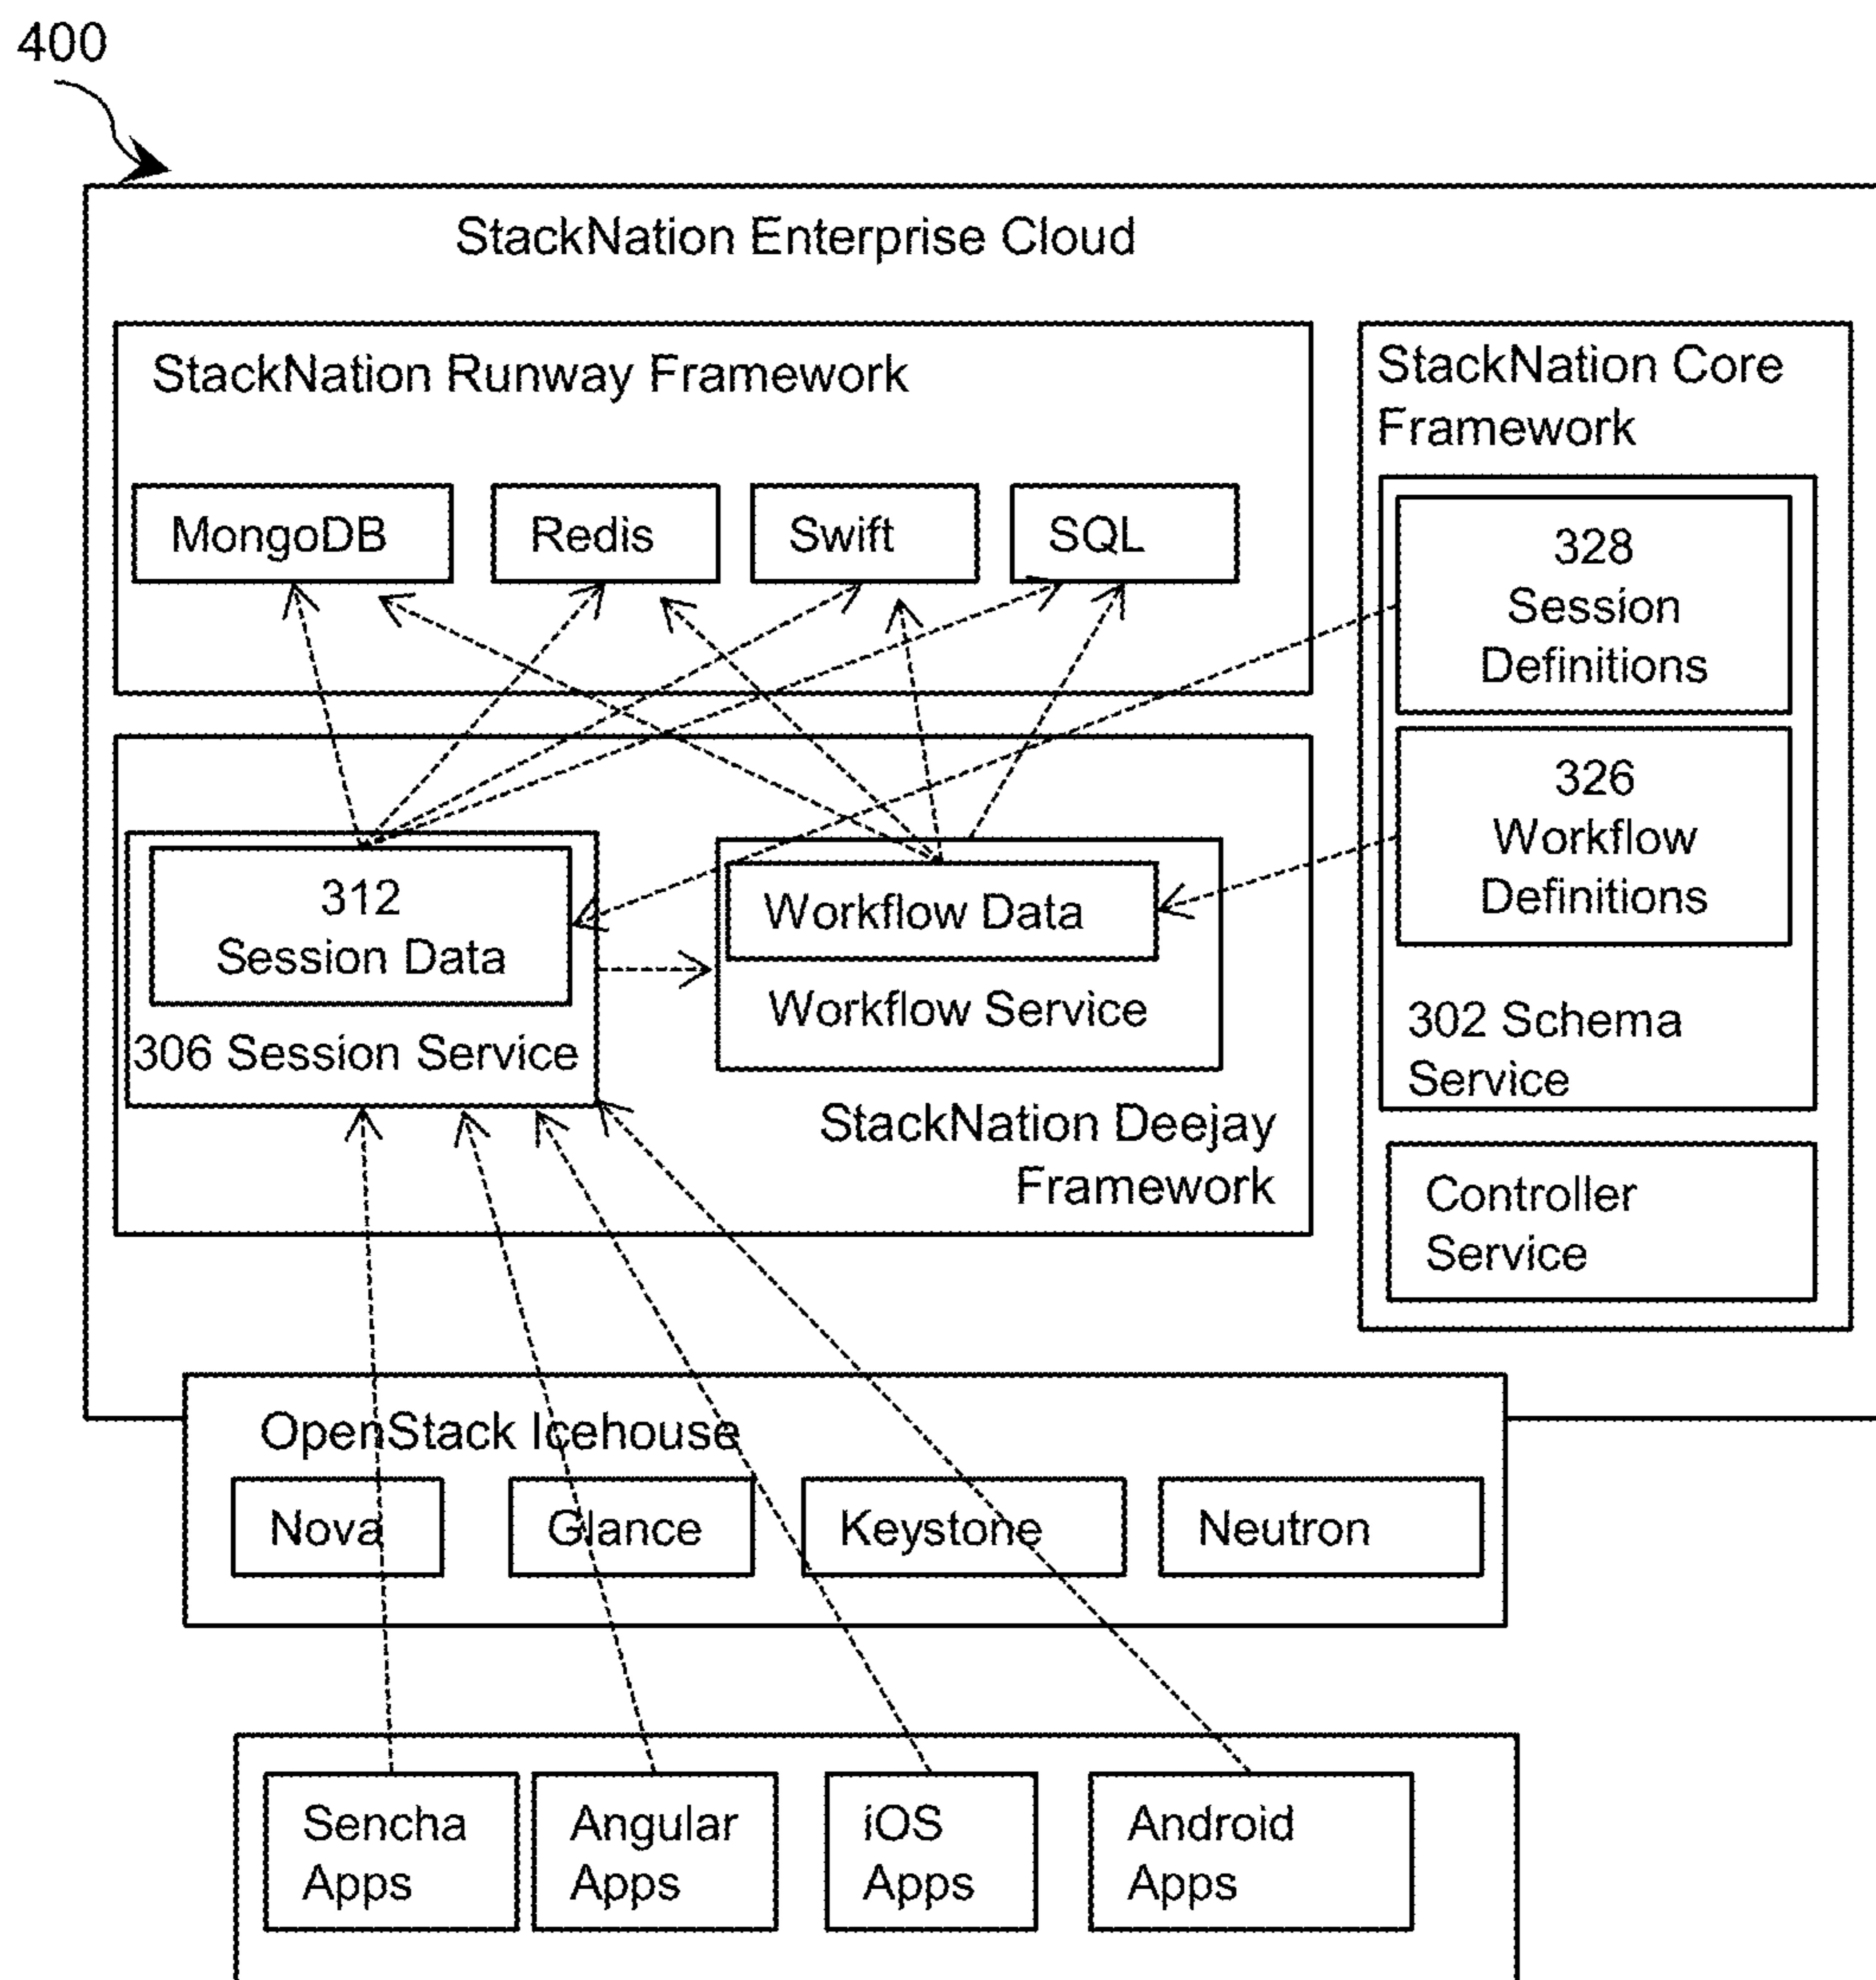 400
StackNation Enterprise Cloud
StackNation Runway Framework
MongoDB
Redis
Swift
SQL
StackNation Core
Framework
328
Session
Definitions
326
Workflow
Definitions
302 Schema
Service
Controller
Service
312
Session Data
306 Session Service
Workflow Data
Workflow Service
StackNation Deejay
Framework
OpenStack Icehouse
Nova
Glance
Keystone
Neutron
Sencha
Apps
Angular
Apps
iOS
Apps
Android
Apps